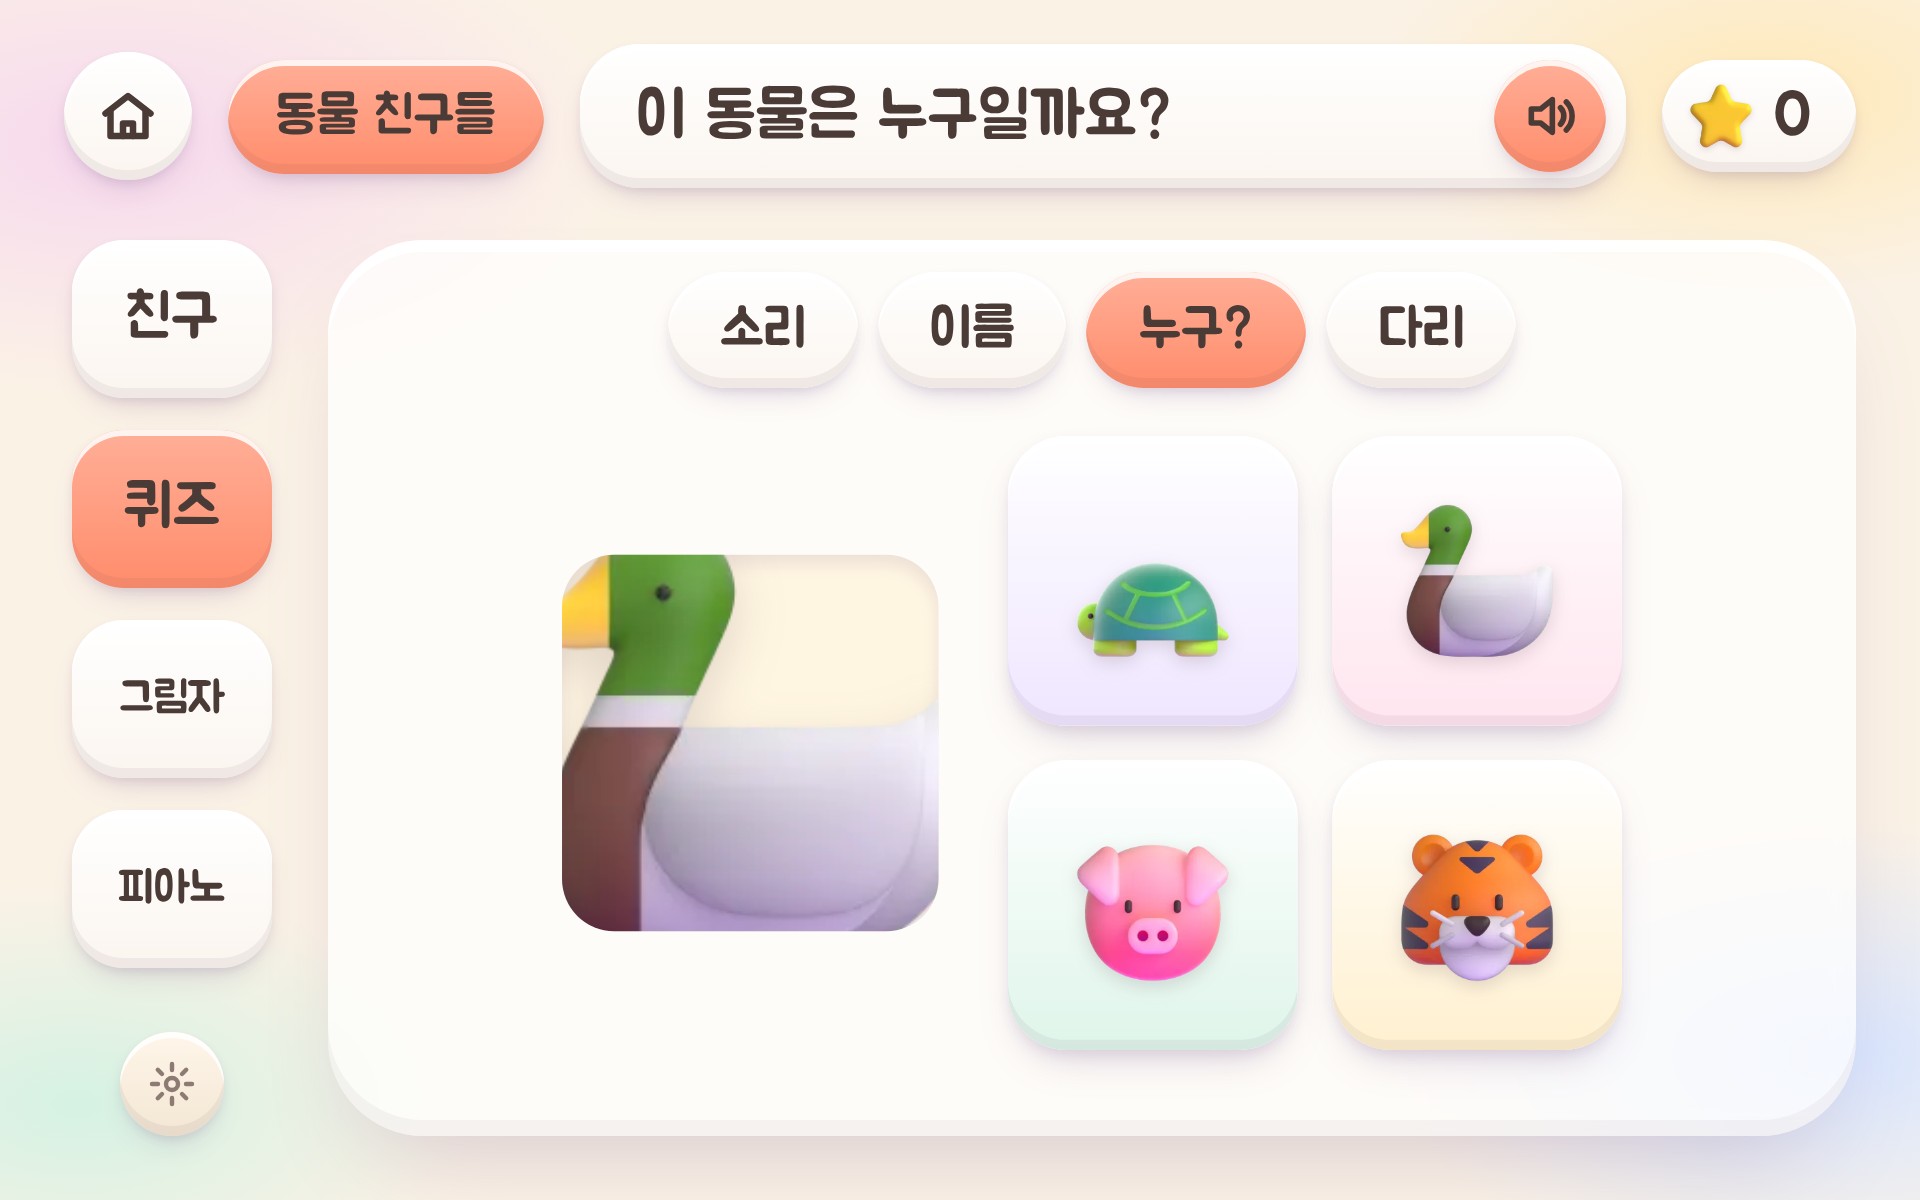 동물 친구들
이 동물은 누구일까요?
0
친구
퀴즈
그림자
피아노
소리
이름
누구?
다리